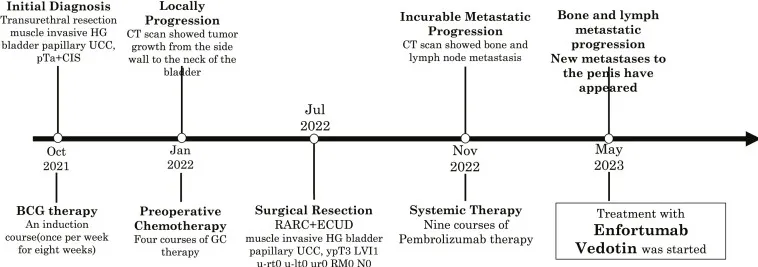 Initial Diagnosis
Transurethral resection
muscle invasive HG
bladder papillary UCC,
pTa+CIS
Locally
Progression
CT scan showed tumor
growth from the side
wall to the neck of the
bladder
Incurable Metastatic
Progression
CT scan showed bone and
lymph node metastasis
Bone and lymph
metastatic
progression
New metastases to
the penis have
appeared
Oct
2021
Jan
2022
Jul
2022
Nov
2022
May
2023
BCG therapy
An induction
course(once per week
for eight weeks)
Preoperative
Chemotherapy
Four courses of GC
therapy
Surgical Resection
RARC+ECUD
muscle invasive HG bladder
papillary UCC, ypT3 LVI1
u-rt0 u-lt0 ur0 RM0 N0
Systemic Therapy
Nine courses of
Pembrolizumab therapy
Treatment with
Enfortumab
Vedotin was started